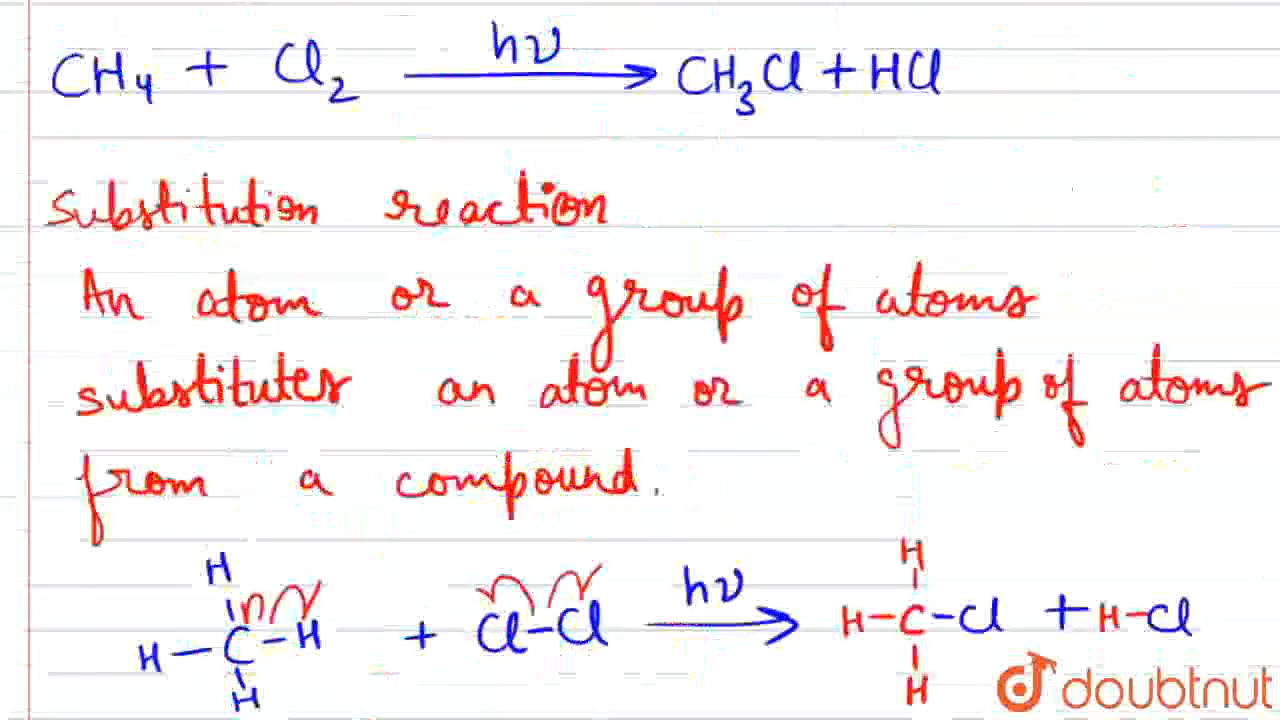 CH₄ + Cl₂ hν→ CH₃Cl + HCl
Substitution reaction
An atom or a group of atoms
substitutes an atom or a group of atoms
from a compound.
H H
H–C–H + Cl–Cl hν→ H–C–Cl + H–Cl
H H
doubtnut